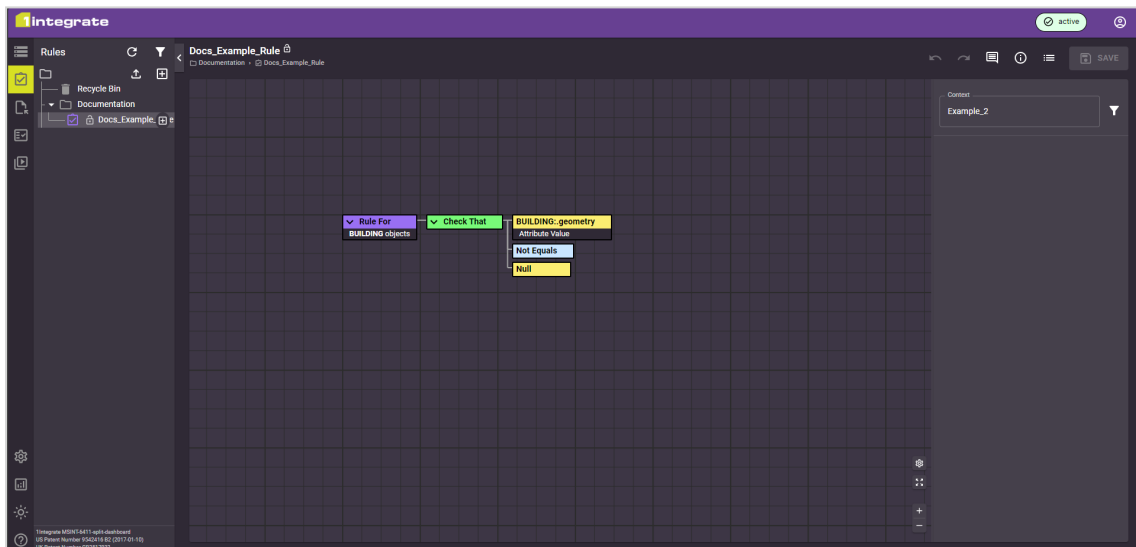 1integrate
active
Rules
Docs_Example_Rule
Documentation › Docs_Example_Rule
SAVE
Recycle Bin
Documentation
Docs_Example_
e
Context
Example_2
Rule For
BUILDING objects
Check That
BUILDING:.geometry
Attribute Value
Not Equals
Null
1Integrate MSINT-6411-split-dashboard
US Patent Number 9542416 B2 (2017-01-10)